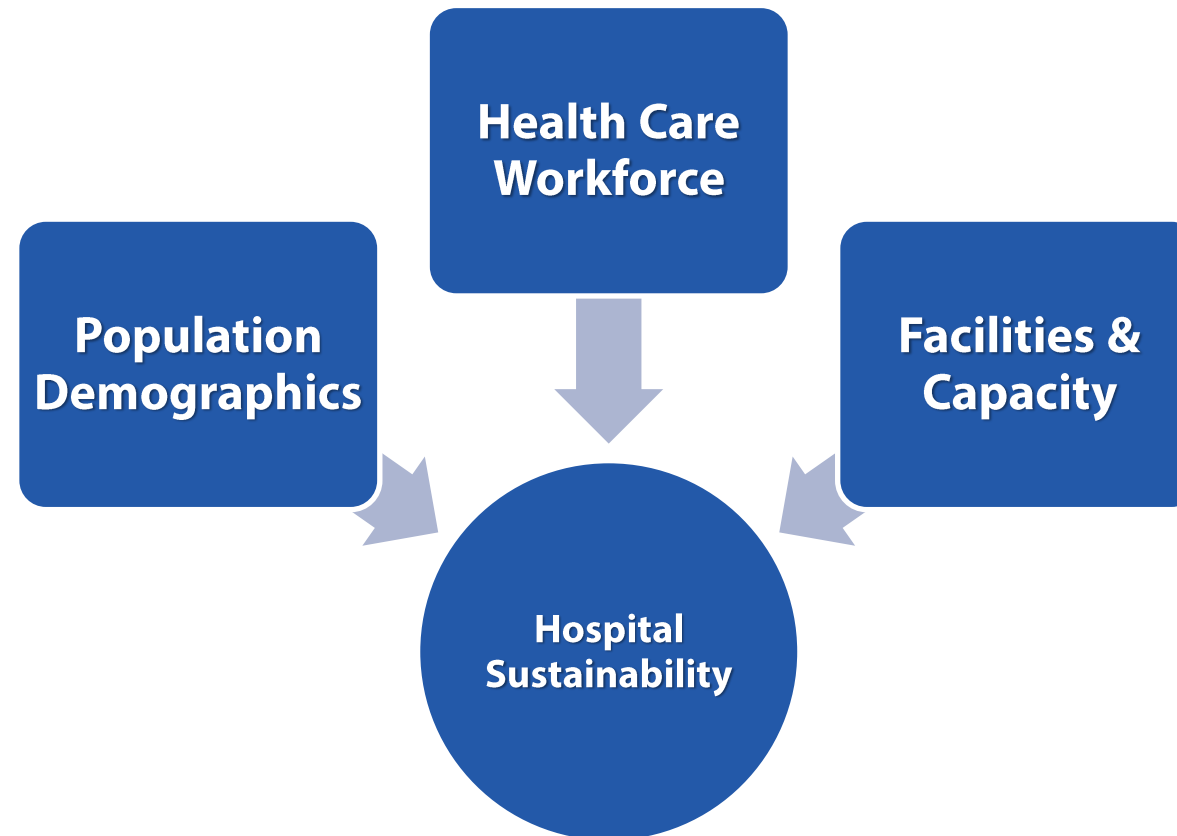 Health Care
Workforce
Population
Demographics
Facilities &
Capacity
Hospital
Sustainability